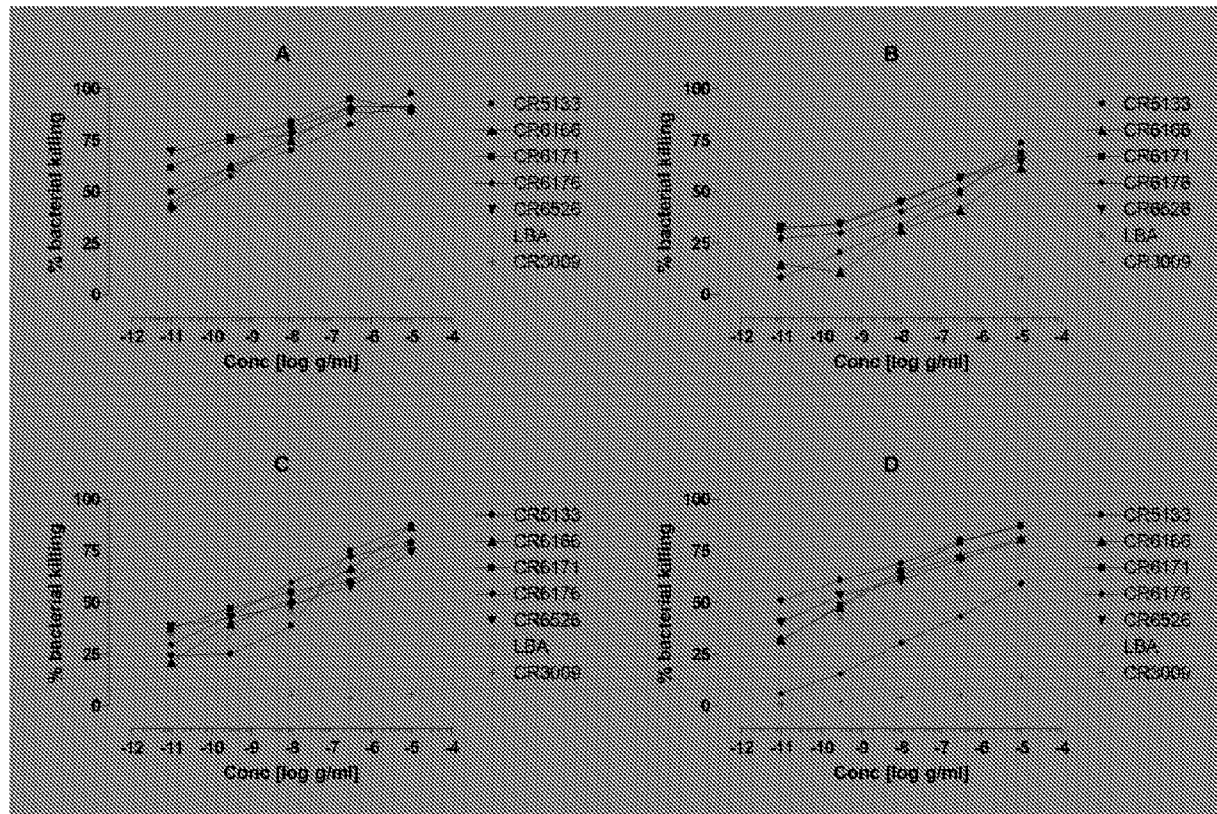 A
% bacterial killing
100
75
50
25
0
-12 -11 -10 -9 -8 -7 -6 -5 -4
Conc [log g/ml]
CR5133
CR6166
CR6171
CR6176
CR6526
LBA
CR3009
B
% bacterial killing
100
75
50
25
0
-12 -11 -10 -9 -8 -7 -6 -5 -4
Conc [log g/ml]
CR5133
CR6166
CR6171
CR6176
CR6526
LBA
CR3009
C
% bacterial killing
100
75
50
25
0
-12 -11 -10 -9 -8 -7 -6 -5 -4
Conc [log g/ml]
CR5133
CR6166
CR6171
CR6176
CR6526
LBA
CR3009
D
% bacterial killing
100
75
50
25
0
-12 -11 -10 -9 -8 -7 -6 -5 -4
Conc [log g/ml]
CR5133
CR6166
CR6171
CR6176
CR6526
LBA
CR3009